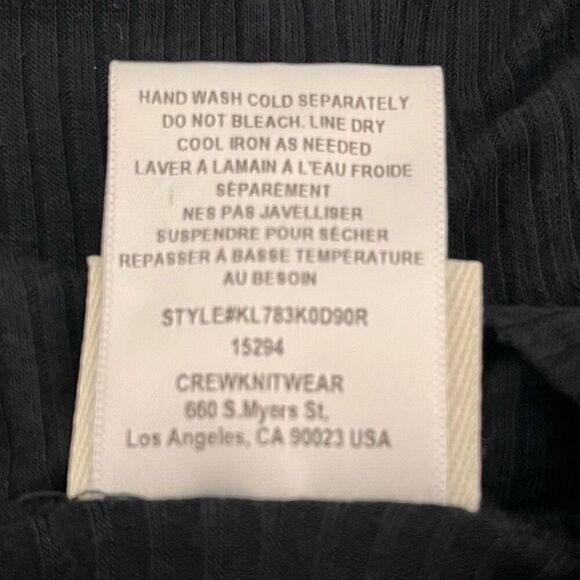 HAND WASH COLD SEPARATELY
DO NOT BLEACH. LINE DRY
COOL IRON AS NEEDED
LAVER Á LAMAIN Á L'EAU FROIDE
SÉPARÉMENT
NES PAS JAVELLISER
SUSPENDRE POUR SÉCHER
REPASSER Á BASSE TEMPÉRATURE
AU BESOIN
STYLE#KL783K0D90R
15294
CREWKNITWEAR
660 S.Myers St,
Los Angeles, CA 90023 USA